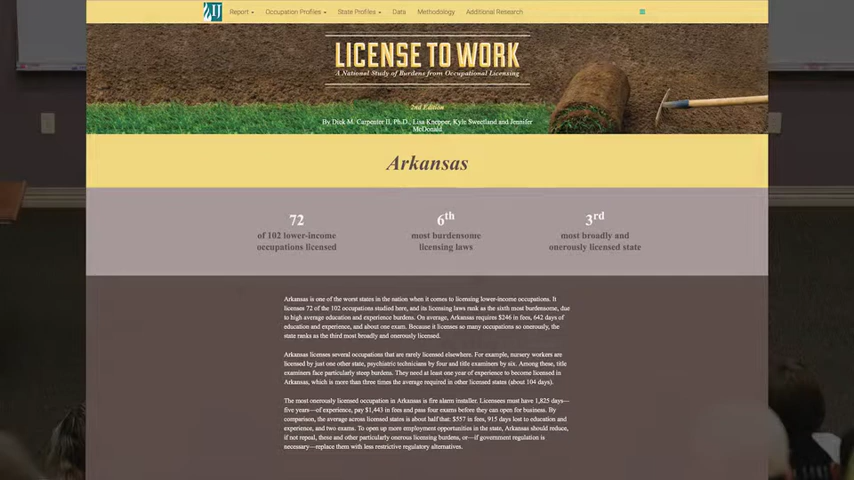 IJ
Report
Occupation Profiles
State Profiles
Data
Methodology
Additional Research
LICENSE TO WORK
A National Study of Burdens from Occupational Licensing
2nd Edition
By Dick M. Carpenter II, Ph.D., Lisa Knepper, Kyle Sweetland and Jennifer
McDonald
Arkansas
72
of 102 lower-income
occupations licensed
6th
most burdensome
licensing laws
3rd
most broadly and
onerously licensed state
Arkansas is one of the worst states in the nation when it comes to licensing lower-income occupations. It
licenses 72 of the 102 occupations studied here, and its licensing laws rank as the sixth most burdensome, due
to high average education and experience burdens. On average, Arkansas requires $246 in fees, 642 days of
education and experience, and about one exam. Because it licenses so many occupations so onerously, the
state ranks as the third most broadly and onerously licensed.
Arkansas licenses several occupations that are rarely licensed elsewhere. For example, nursery workers are
licensed by just one other state, psychiatric technicians by four and title examiners by six. Among these, title
examiners face particularly steep burdens. They need at least one year of experience to become licensed in
Arkansas, which is more than three times the average required in other licensed states (about 104 days).
The most onerously licensed occupation in Arkansas is fire alarm installer. Licensees must have 1,825 days—
five years—of experience, pay $1,443 in fees and pass four exams before they can open for business. By
comparison, the average across licensed states is about half that: $557 in fees, 915 days lost to education and
experience, and two exams. To open up more employment opportunities in the state, Arkansas should reduce,
if not repeal, these and other particularly onerous licensing burdens, or—if government regulation is
necessary—replace them with less restrictive regulatory alternatives.